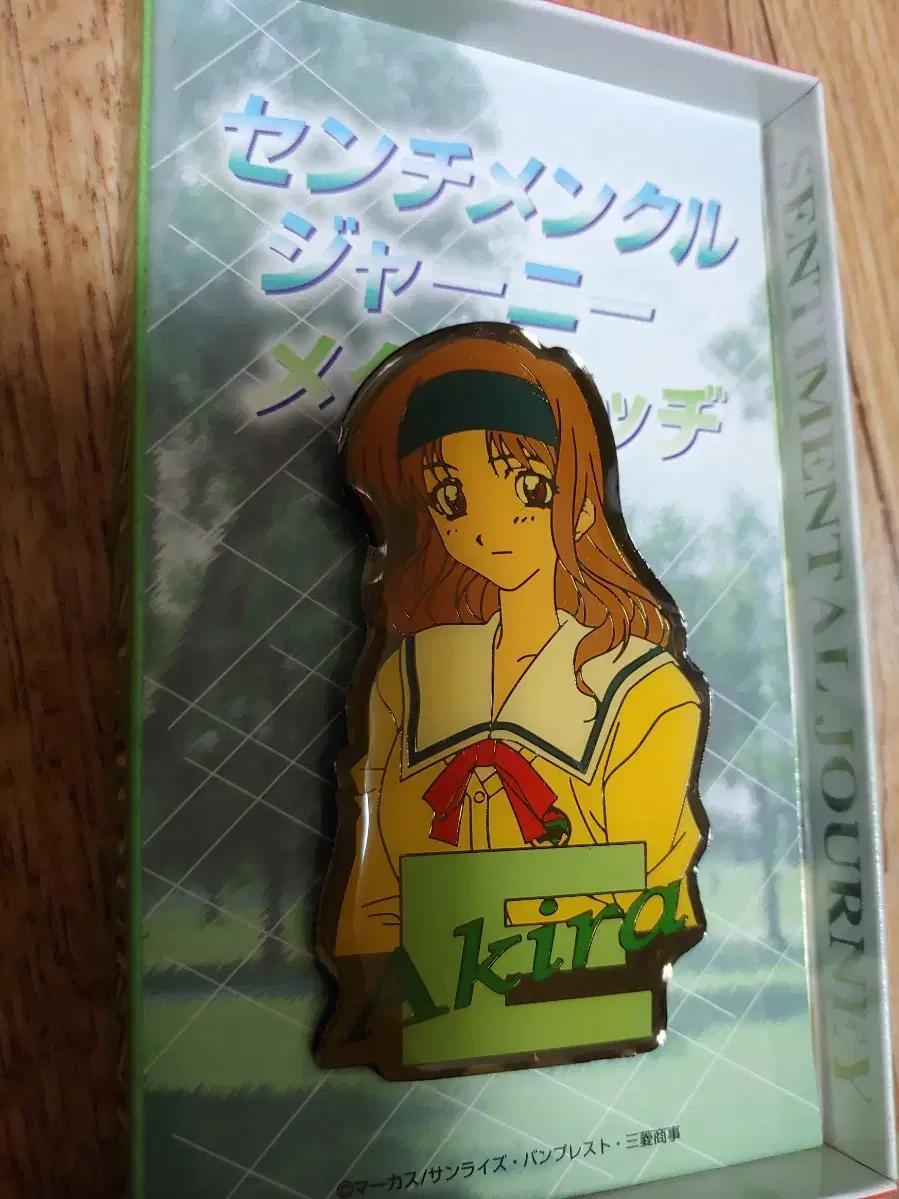 センチメンタル
ジャーニー
メ ッヂ
SENTIMENTAL JOURNEY
E
Akira
©マーカス/サンライズ・バンプレスト・三菱商事